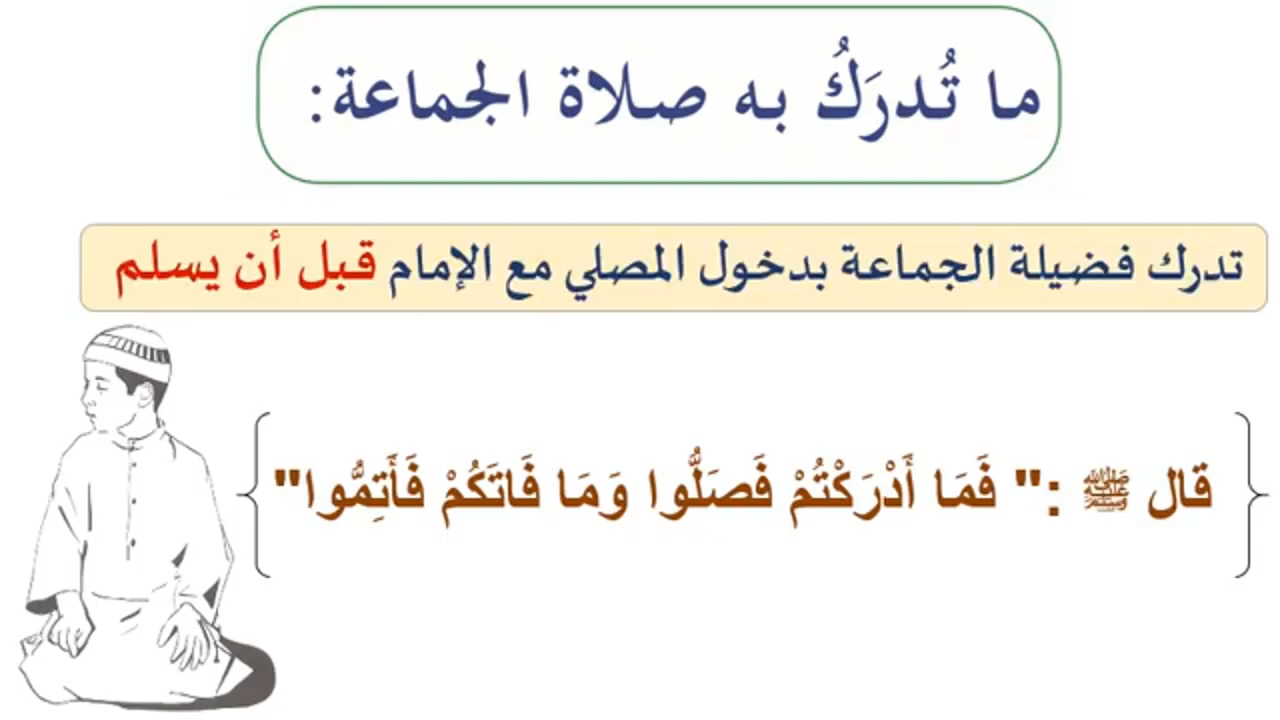 ما تُدرَكُ به صلاة الجماعة:
تدرك فضيلة الجماعة بدخول المصلي مع الإمام قبل أن يسلم
قال ﷺ :" فَمَا أَدْرَكْتُمْ فَصَلُّوا وَمَا فَاتَكُمْ فَأَتِمُّوا"